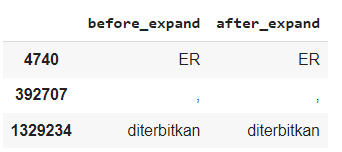 before_expand after_expand
4740 ER ER
392707 , ,
1329234 diterbitkan diterbitkan